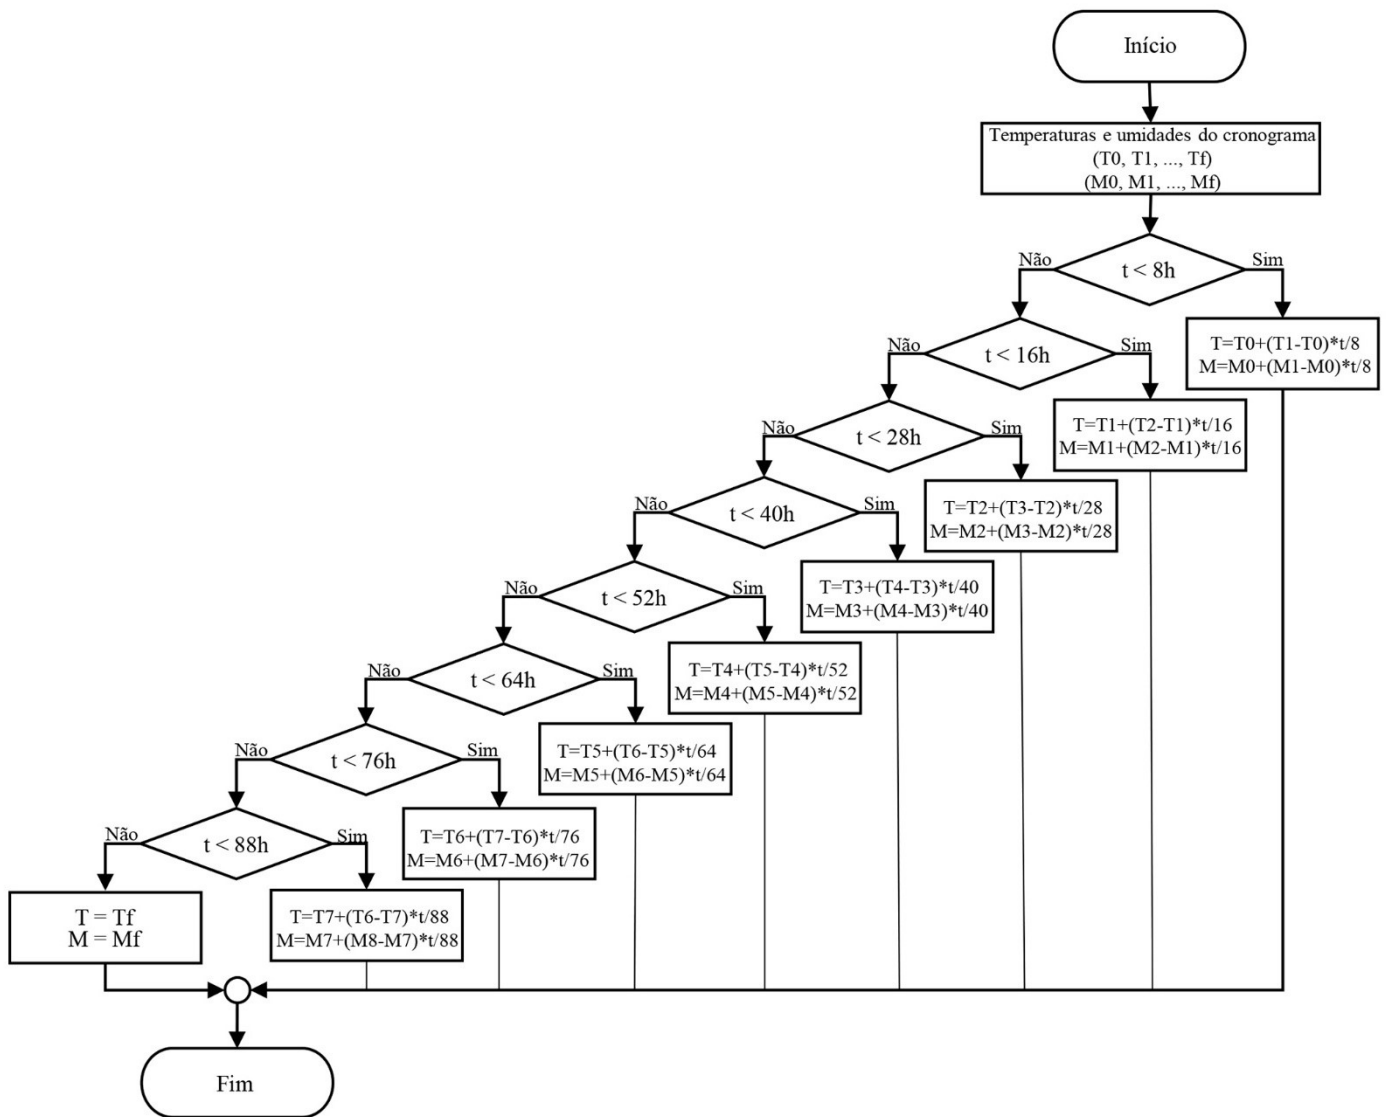 Início
Temperaturas e umidades do cronograma
(T0, T1, ..., Tf)
(M0, M1, ..., Mf)
Não
t < 8h
Sim
T=T0+(T1-T0)*t/8
M=M0+(M1-M0)*t/8
Não
t < 16h
Sim
T=T1+(T2-T1)*t/16
M=M1+(M2-M1)*t/16
Não
t < 28h
Sim
T=T2+(T3-T2)*t/28
M=M2+(M3-M2)*t/28
Não
t < 40h
Sim
T=T3+(T4-T3)*t/40
M=M3+(M4-M3)*t/40
Não
t < 52h
Sim
T=T4+(T5-T4)*t/52
M=M4+(M5-M4)*t/52
Não
t < 64h
Sim
T=T5+(T6-T5)*t/64
M=M5+(M6-M5)*t/64
Não
t < 76h
Sim
T=T6+(T7-T6)*t/76
M=M6+(M7-M6)*t/76
Não
t < 88h
Sim
T=T7+(T6-T7)*t/88
M=M7+(M8-M7)*t/88
T = Tf
M = Mf
Fim